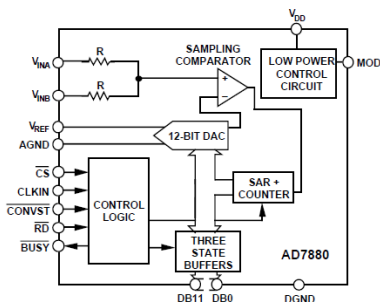 VDD
SAMPLING
COMPARATOR
R
VINA
R
VINB
LOW POWER
CONTROL
CIRCUIT
MOD
+
−
VREF
AGND
12-BIT DAC
CS
CLKIN
CONVST
RD
BUSY
CONTROL
LOGIC
SAR +
COUNTER
THREE
STATE
BUFFERS
AD7880
DB11
DB0
DGND